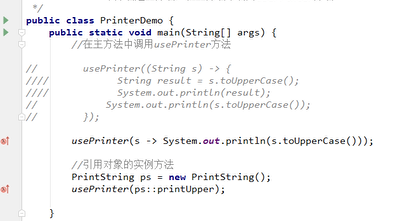 */
public class PrinterDemo {
public static void main(String[] args) {
//在主方法中调用usePrinter方法
// usePrinter((String s) -> {
//// String result = s.toUpperCase();
//// System.out.println(result);
// System.out.println(s.toUpperCase());
// });
usePrinter(s -> System.out.println(s.toUpperCase()));
//引用对象的实例方法
PrintString ps = new PrintString();
usePrinter(ps::printUpper);
}